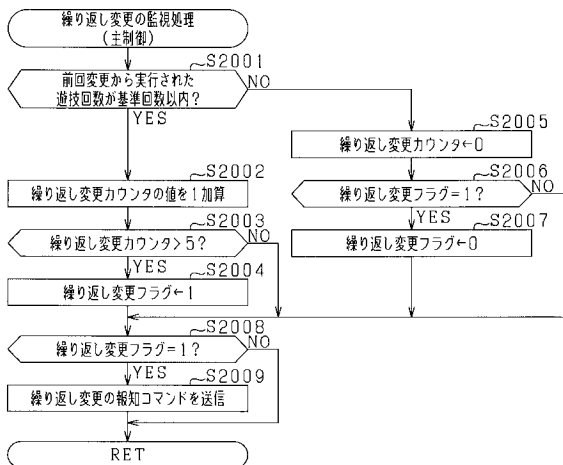 繰り返し変更の監視処理
(主制御)
S2001
前回変更から実行された
遊技回数が基準回数以内?
NO
YES
S2005
繰り返し変更カウンタ←0
S2002
繰り返し変更カウンタの値を1加算
S2006
繰り返し変更フラグ=1?
NO
YES
S2003
繰り返し変更カウンタ>5?
NO
YES
S2007
繰り返し変更フラグ←0
S2004
繰り返し変更フラグ←1
S2008
繰り返し変更フラグ=1?
NO
YES
S2009
繰り返し変更の報知コマンドを送信
RET